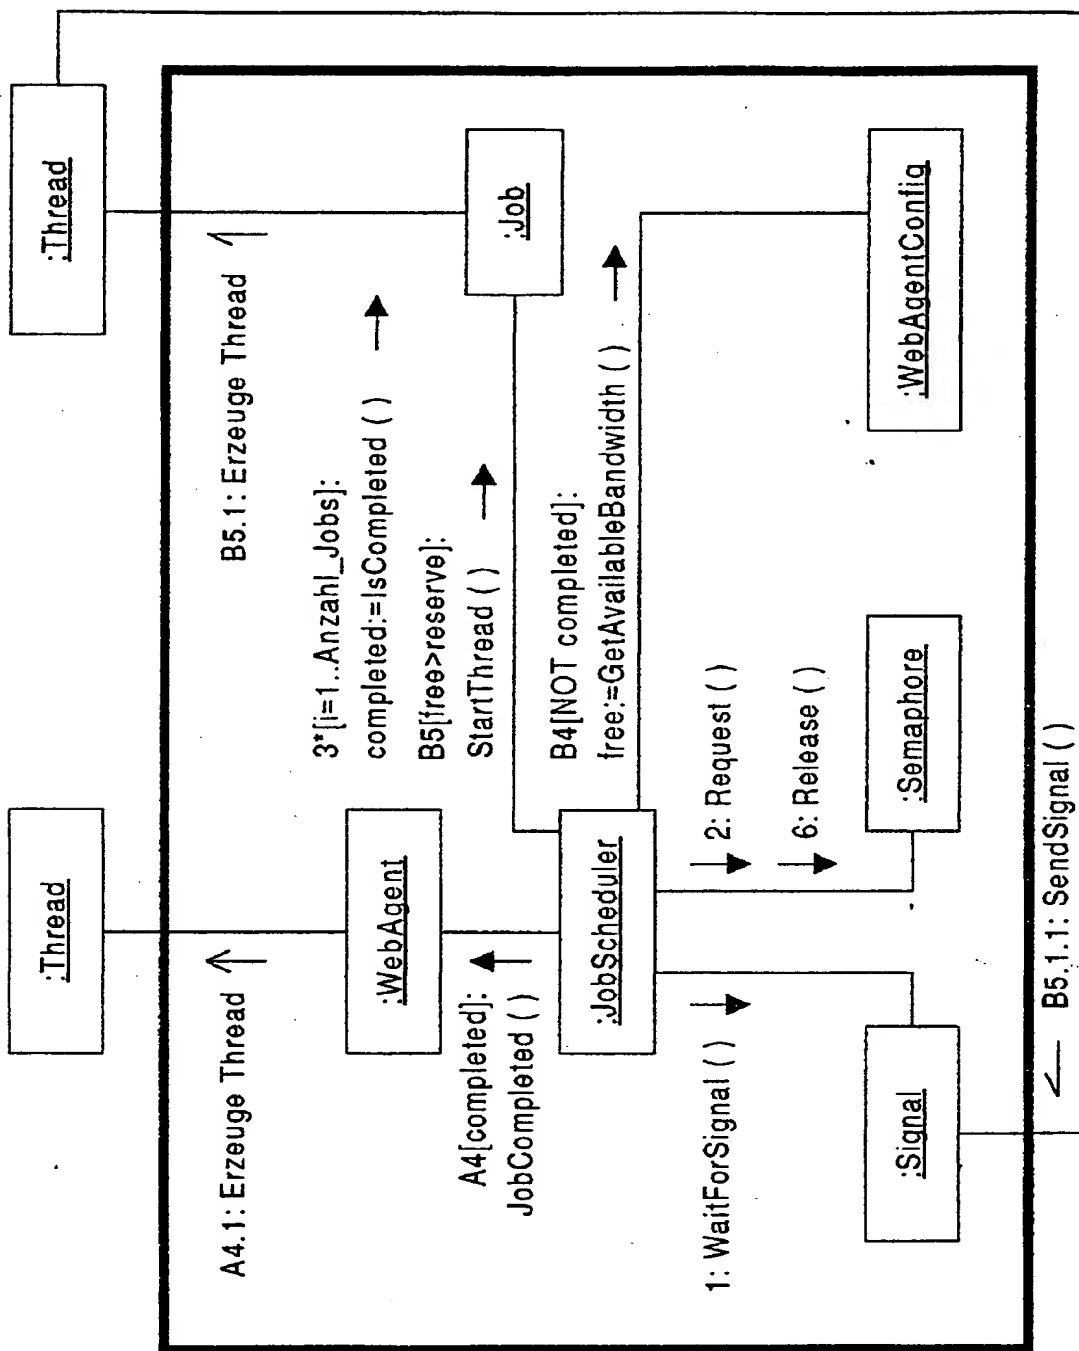 :Thread
:Thread
A4.1: Erzeuge Thread
B5.1: Erzeuge Thread
3*[i=1..Anzahl_Jobs]:
completed:=IsCompleted ( )
:WebAgent
B5[free>reserve]:
StartThread ( )
:Job
A4[completed]:
JobCompleted ( )
B4[NOT completed]:
free:=GetAvailableBandwidth ( )
:JobScheduler
1: WaitForSignal ( )
2: Request ( )
6: Release ( )
:Signal
:Semaphore
:WebAgentConfig
B5.1.1: SendSignal ( )